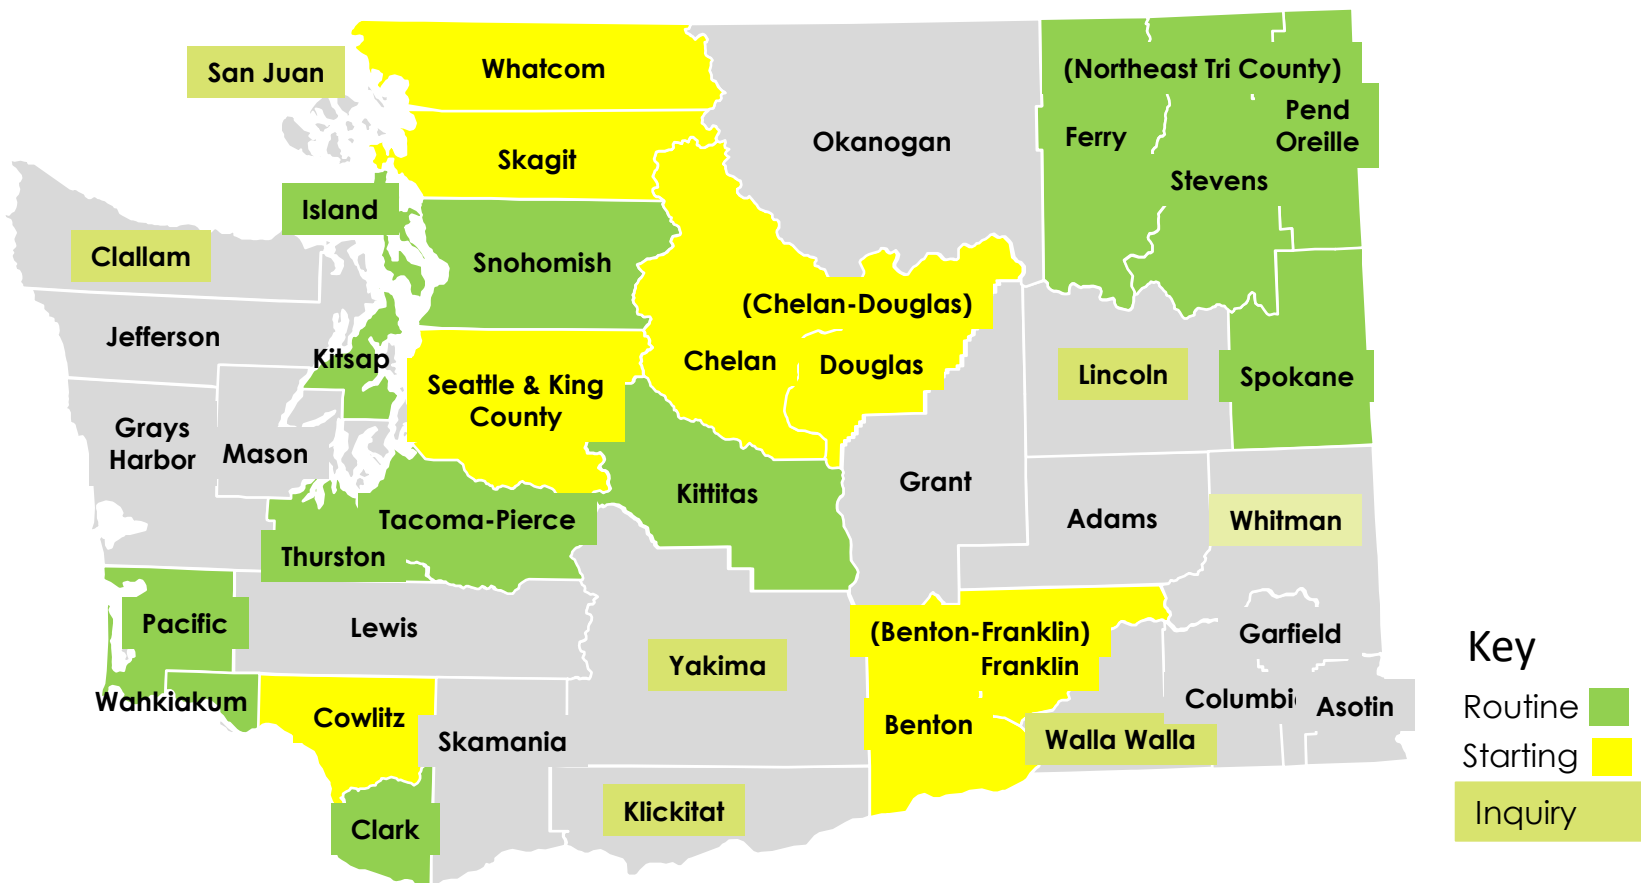 San Juan
Whatcom
(Northeast Tri County)
Pend
Oreille
Ferry
Okanogan
Skagit
Stevens
Island
Clallam
Snohomish
(Chelan-Douglas)
Jefferson
Kitsap
Chelan
Douglas
Lincoln
Spokane
Seattle & King
County
Grays
Harbor
Mason
Grant
Kittitas
Adams
Whitman
Tacoma-Pierce
Thurston
Pacific
Lewis
(Benton-Franklin)
Franklin
Garfield
Yakima
Wahkiakum
Cowlitz
Skamania
Benton
Walla Walla
Columbi
Asotin
Klickitat
Clark
Key
Routine
Starting
Inquiry